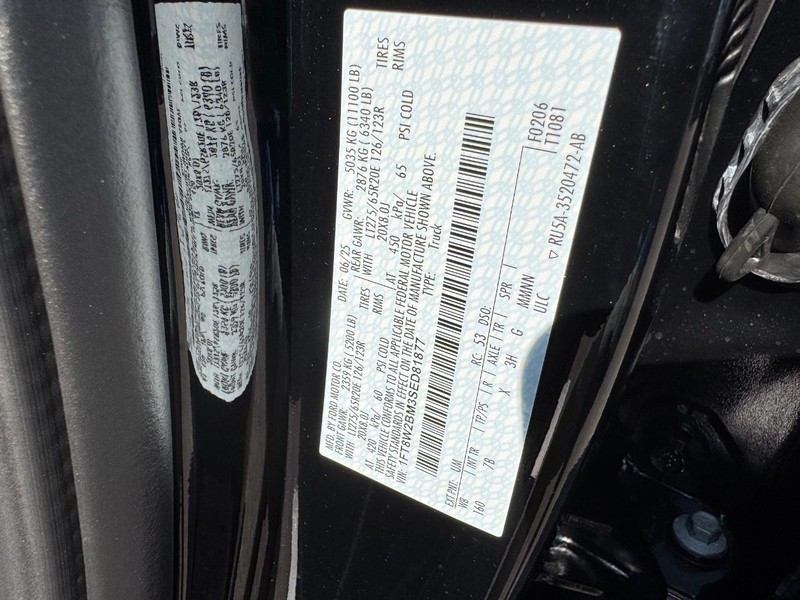 MFD. BY FORD MOTOR CO.
DATE: 06/25 GVWR: 5035 KG (11100 LB)
FRONT GAWR: 2359 KG ( 5200 LB) REAR GAWR: 2876 KG ( 6340 LB)
LT275/65R20E 126/123R TIRES WITH LT275/65R20E 126/123R TIRES
20X8.0J RIMS 20X8.0J RIMS
AT 420 kPa/ 60 PSI COLD AT 450 kPa/ 65 PSI COLD
THIS VEHICLE CONFORMS TO ALL APPLICABLE FEDERAL MOTOR VEHICLE
SAFETY STANDARDS IN EFFECT ON THE DATE OF MANUFACTURE SHOWN ABOVE.
VIN: 1FT8W2BM3SED81877 TYPE: Truck
F0206
TT081
EXT PNT: UM RC: 53 DSO:
WB INTR TP/PS R AXLE TR SPR
160 7B X 3H G MANN
ULC ▽ RU5A-3520472-AB